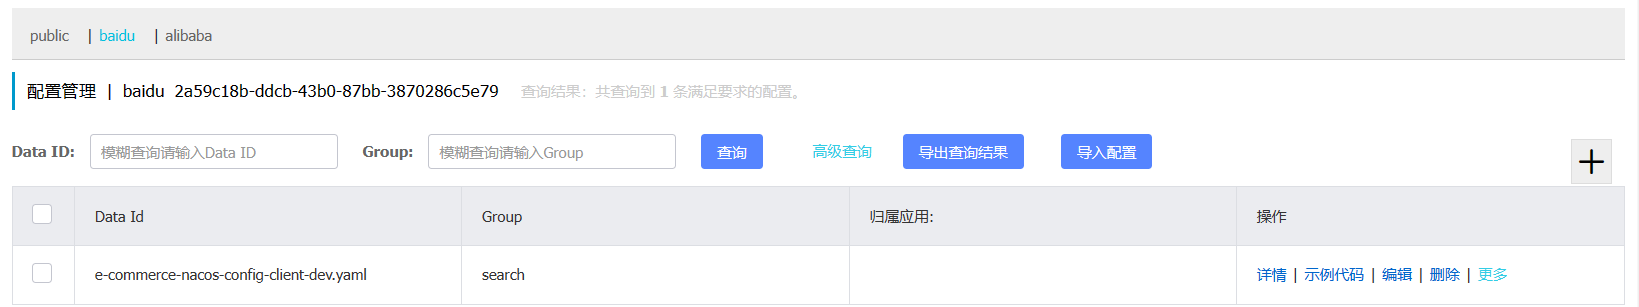 public | baidu | alibaba
配置管理 | baidu 2a59c18b-ddcb-43b0-87bb-3870286c5e79 查询结果：共查询到 1 条满足要求的配置。
Data ID: 模糊查询请输入Data ID Group: 模糊查询请输入Group 查询 高级查询 导出查询结果 导入配置
Data Id Group 归属应用: 操作
e-commerce-nacos-config-client-dev.yaml search 详情 | 示例代码 | 编辑 | 删除 | 更多